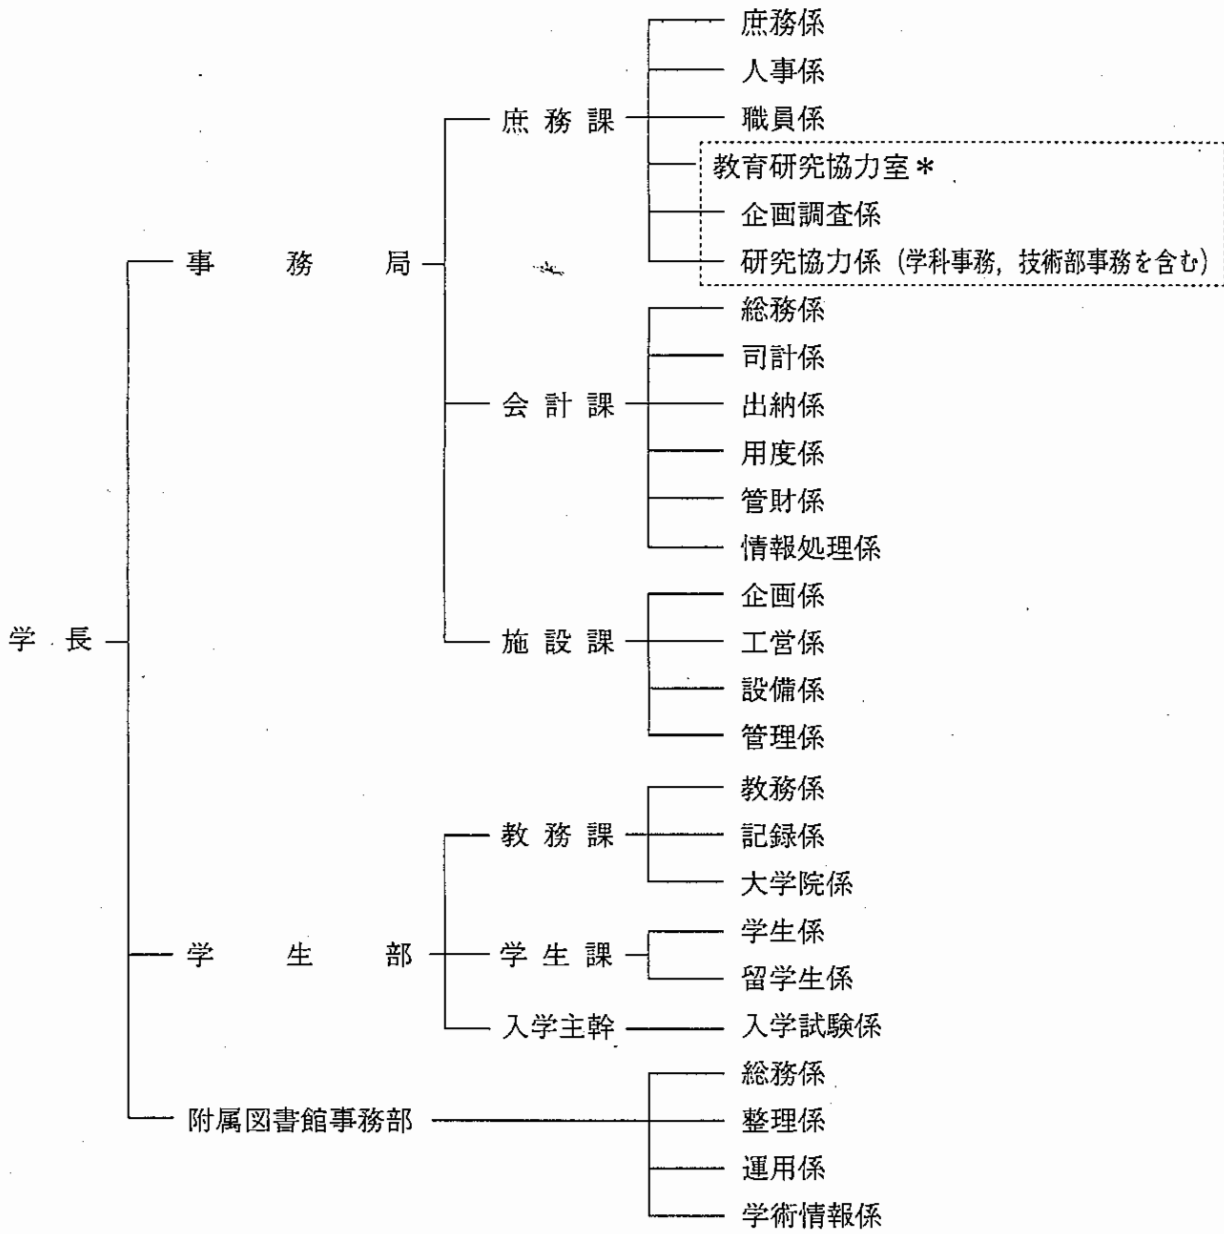 学長
事務局
庶務課
庶務係
人事係
職員係
教育研究協力室*
企画調査係
研究協力係（学科事務，技術部事務を含む）
会計課
総務係
司計係
出納係
用度係
管財係
情報処理係
施設課
企画係
工営係
設備係
管理係
学生部
教務課
教務係
記録係
大学院係
学生課
学生係
留学生係
入学主幹
入学試験係
附属図書館事務部
総務係
整理係
運用係
学術情報係